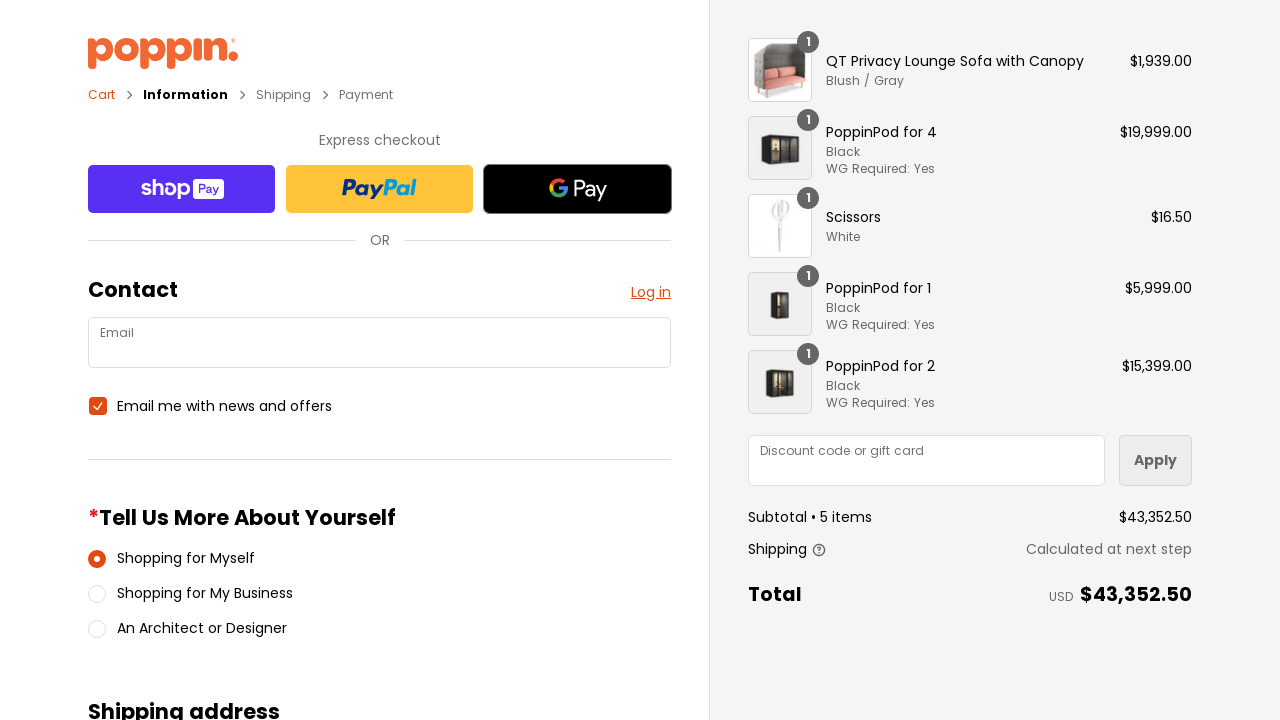 poppin.
Cart > Information > Shipping > Payment
Express checkout
shop Pay
PayPal
G Pay
OR
Contact
Log in
Email
Email me with news and offers
*Tell Us More About Yourself
Shopping for Myself
Shopping for My Business
An Architect or Designer
Shipping address
1
QT Privacy Lounge Sofa with Canopy
$1,939.00
Blush / Gray
1
PoppinPod for 4
$19,999.00
Black
WG Required: Yes
1
Scissors
$16.50
White
1
PoppinPod for 1
$5,999.00
Black
WG Required: Yes
1
PoppinPod for 2
$15,399.00
Black
WG Required: Yes
Discount code or gift card
Apply
Subtotal • 5 items
$43,352.50
Shipping
Calculated at next step
Total
USD $43,352.50